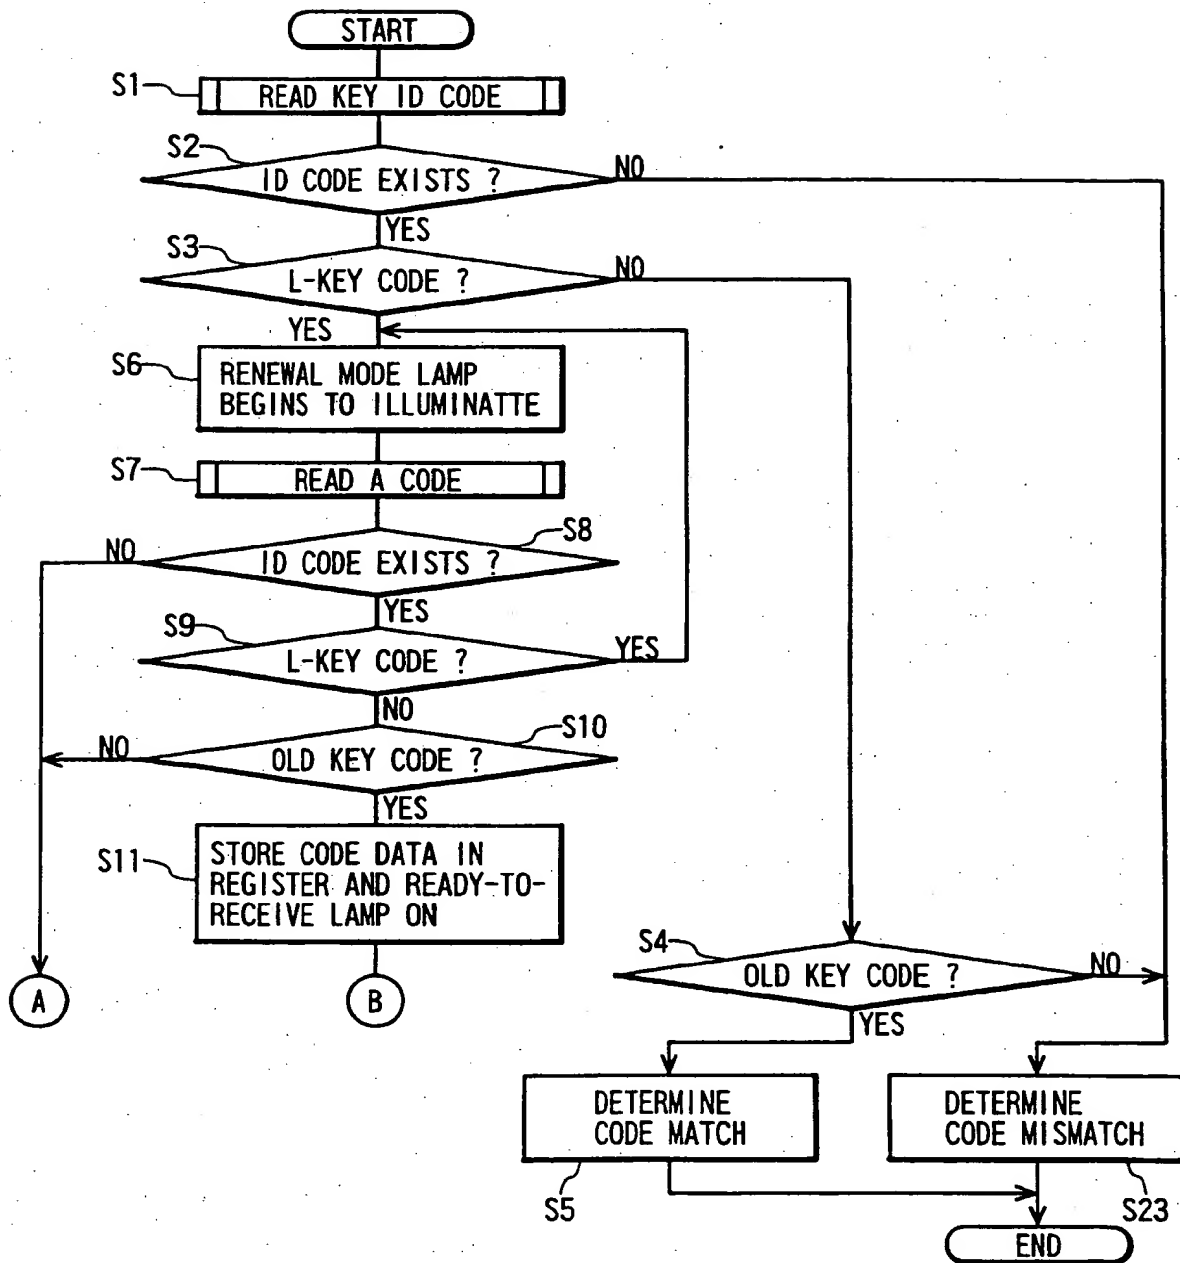 START
S1
READ KEY ID CODE
S2
ID CODE EXISTS ?
NO
YES
S3
L-KEY CODE ?
NO
YES
S6
RENEWAL MODE LAMP
BEGINS TO ILLUMINATTE
S7
READ A CODE
S8
NO
ID CODE EXISTS ?
YES
S9
L-KEY CODE ?
YES
NO
S10
NO
OLD KEY CODE ?
YES
S11
STORE CODE DATA IN
REGISTER AND READY-TO-
RECEIVE LAMP ON
A
B
S4
OLD KEY CODE ?
NO
YES
DETERMINE
CODE MATCH
S5
DETERMINE
CODE MISMATCH
S23
END